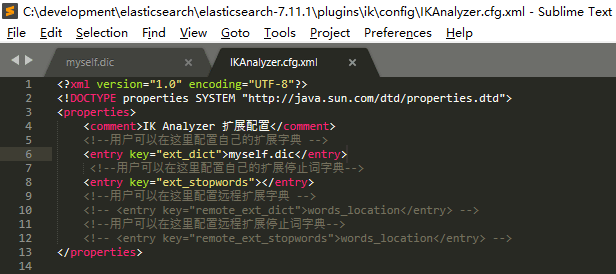 C:\development\elasticsearch\elasticsearch-7.11.1\plugins\ik\config\IKAnalyzer.cfg.xml - Sublime Text
File Edit Selection Find View Goto Tools Project Preferences Help
myself.dic × IKAnalyzer.cfg.xml ×
1 <?xml version="1.0" encoding="UTF-8"?>
2 <!DOCTYPE properties SYSTEM "http://java.sun.com/dtd/properties.dtd">
3 <properties>
4 <comment>IK Analyzer 扩展配置</comment>
5 <!--用户可以在这里配置自己的扩展字典 -->
6 <entry key="ext_dict">myself.dic</entry>
7 <!--用户可以在这里配置自己的扩展停止词字典-->
8 <entry key="ext_stopwords"></entry>
9 <!--用户可以在这里配置远程扩展字典 -->
10 <!-- <entry key="remote_ext_dict">words_location</entry> -->
11 <!--用户可以在这里配置远程扩展停止词字典-->
12 <!-- <entry key="remote_ext_stopwords">words_location</entry> -->
13 </properties>
14